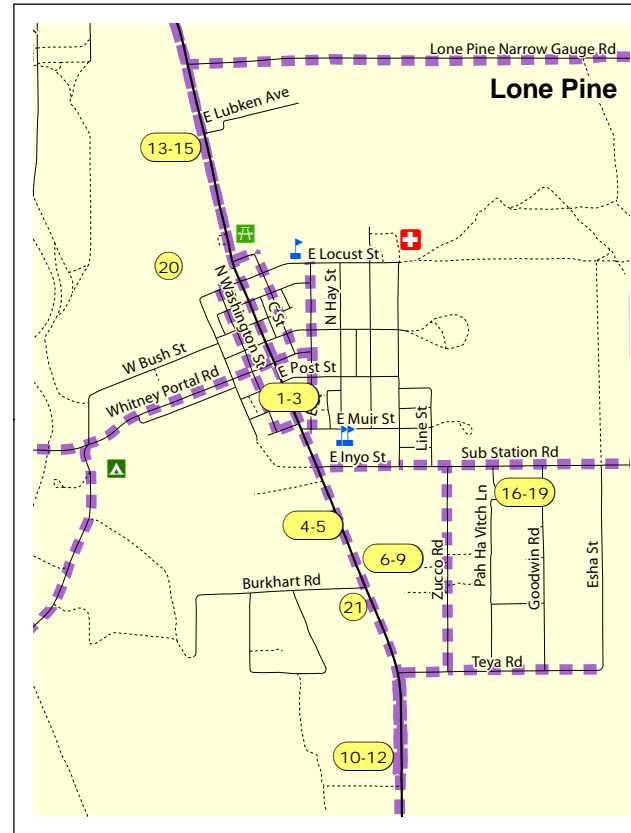 Lone Pine Narrow Gauge Rd
Lone Pine
E Lubken Ave
13-15
E Locust St
20
N Washington St
C St
N Hay St
W Bush St
Whitney Portal Rd
E Post St
1-3
E Muir St
Line St
E Inyo St
Sub Station Rd
16-19
4-5
6-9
Zucco Rd
Pah Ha Vitch Ln
Goodwin Rd
Esha St
Burkhart Rd
21
Teya Rd
10-12